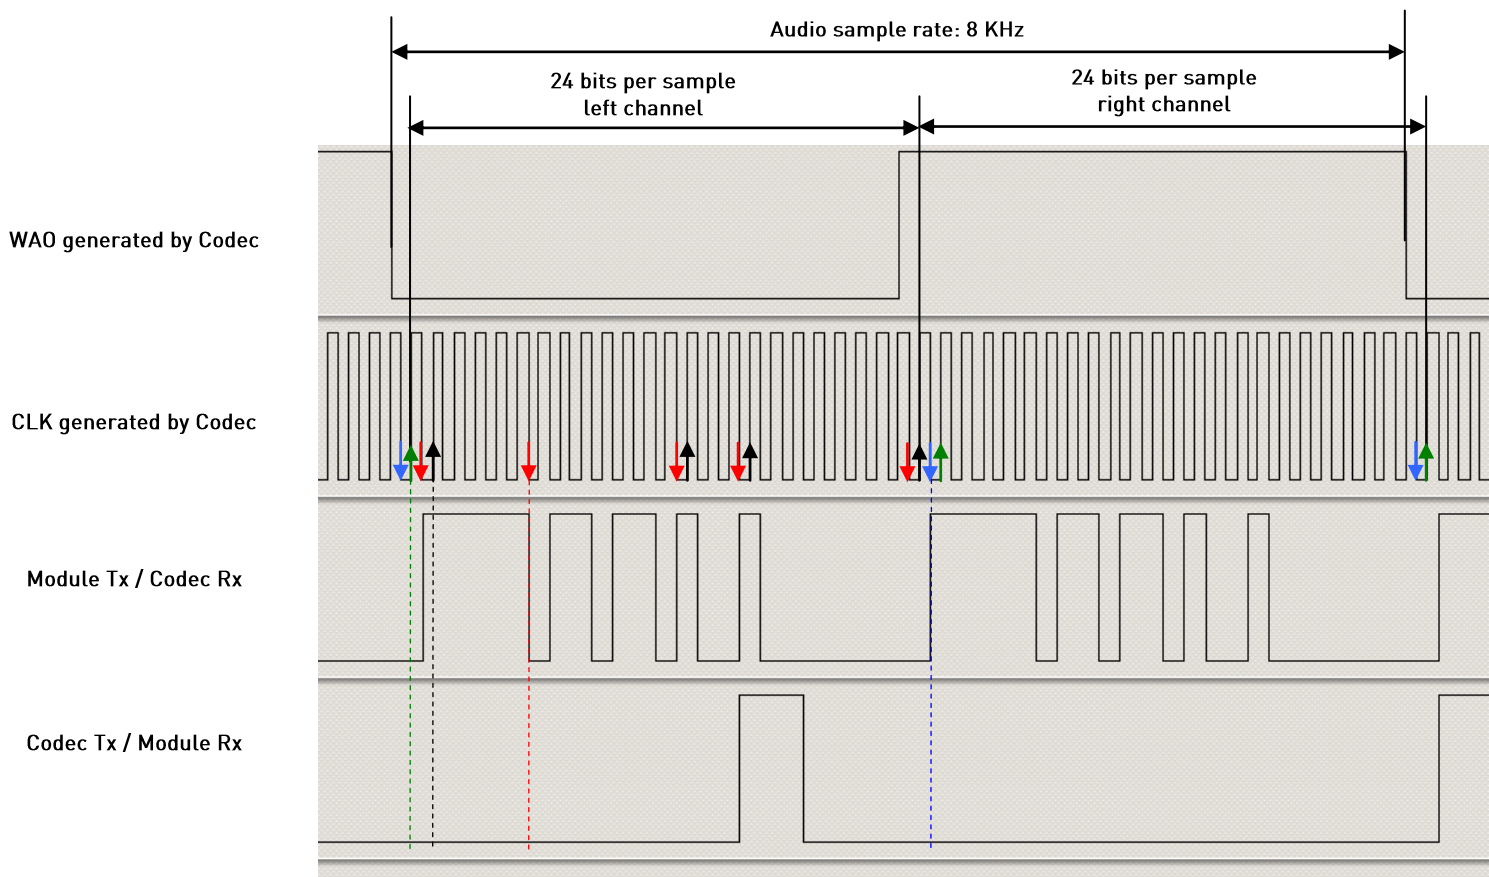 Audio sample rate: 8 KHz
24 bits per sample
left channel
24 bits per sample
right channel
WAO generated by Codec
CLK generated by Codec
Module Tx / Codec Rx
Codec Tx / Module Rx